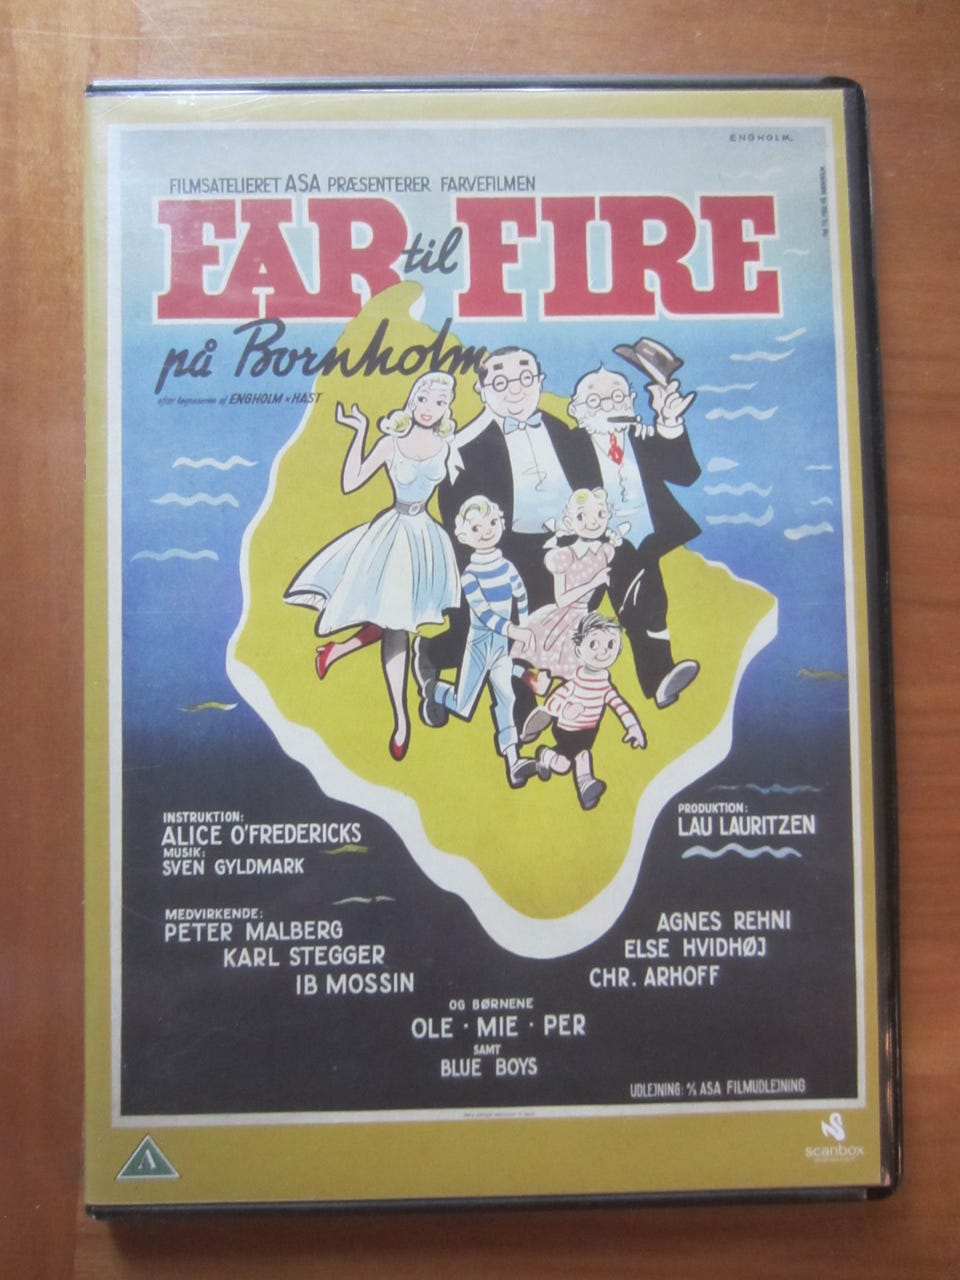 ENGHOLM
FILMSATELIERET ASA PRÆSENTERER FARVEFILMEN
FAR til FIRE
på Bornholm
efter tegneserien af ENGHOLM & HAST
INSTRUKTION:
ALICE O'FREDERICKS
MUSIK:
SVEN GYLDMARK
PRODUKTION:
LAU LAURITZEN
MEDVIRKENDE:
PETER MALBERG
KARL STEGGER
IB MOSSIN
AGNES REHNI
ELSE HVIDHØJ
CHR. ARHOFF
OG BØRNENE
OLE · MIE · PER
SAMT
BLUE BOYS
UDLEJNING: A/S ASA FILMUDLEJNING
A
scanbox